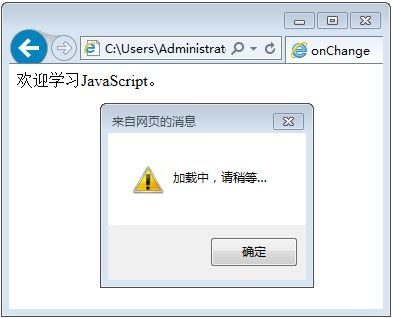 C:\Users\Administrat
onChange
欢迎学习JavaScript。
来自网页的消息
加载中，请稍等...
确定